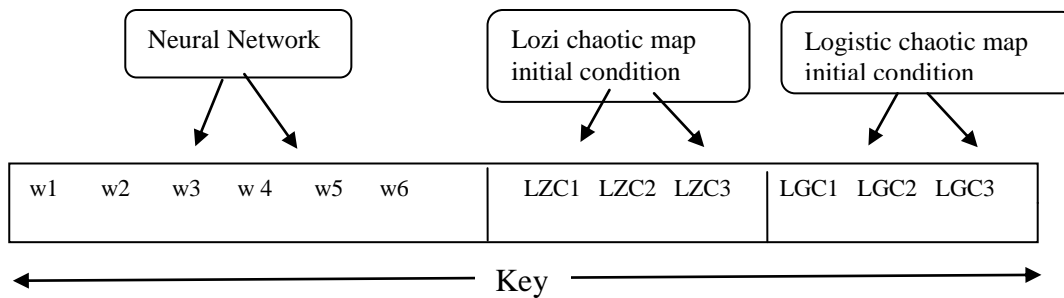 Neural Network
Lozi chaotic map
initial condition
Logistic chaotic map
initial condition
w1 w2 w3 w 4 w5 w6 LZC1 LZC2 LZC3 LGC1 LGC2 LGC3
Key